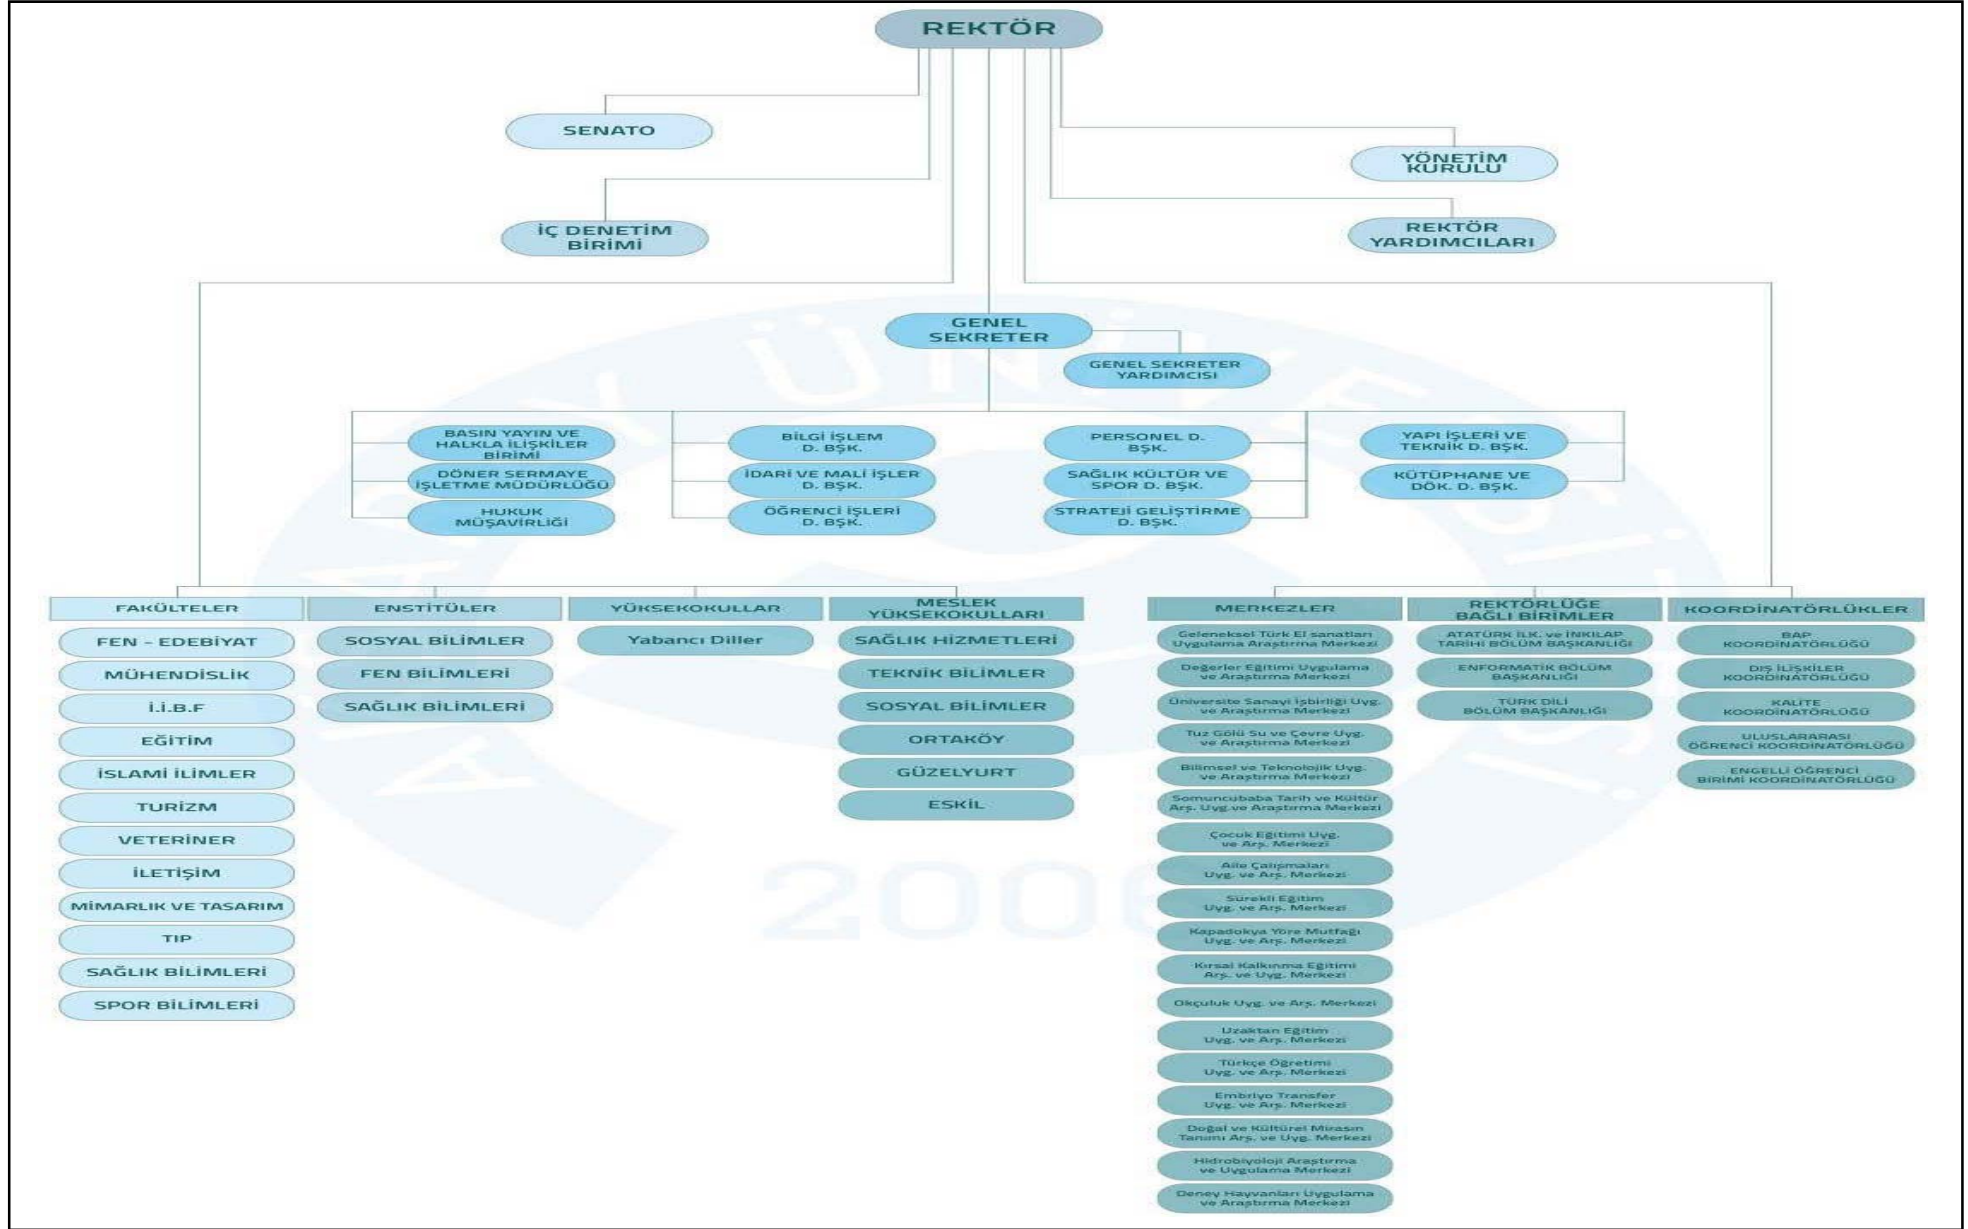 REKTÖR
SENATO
YÖNETİM
KURULU
İÇ DENETİM
BİRİMİ
REKTÖR
YARDIMCILARI
GENEL
SEKRETER
GENEL SEKRETER
YARDIMCISI
BASIN YAYIN VE
HALKLA İLİŞKİLER
BİRİMİ
DÖNER SERMAYE
İŞLETME MÜDÜRLÜĞÜ
HUKUK
MÜŞAVİRLİĞİ
BİLGİ İŞLEM
D. BŞK.
İDARİ VE MALİ İŞLER
D. BŞK.
ÖĞRENCİ İŞLERİ
D. BŞK.
PERSONEL D.
BŞK.
SAĞLIK KÜLTÜR VE
SPOR D. BŞK.
STRATEJİ GELİŞTİRME
D. BŞK.
YAPI İŞLERİ VE
TEKNİK D. BŞK.
KÜTÜPHANE VE
DÖK. D. BŞK.
FAKÜLTELER
FEN - EDEBİYAT
MÜHENDİSLİK
İ.İ.B.F
EĞİTİM
İSLAMİ İLİMLER
TURİZM
VETERİNER
İLETİŞİM
MİMARLIK VE TASARIM
TIP
SAĞLIK BİLİMLERİ
SPOR BİLİMLERİ
ENSTİTÜLER
SOSYAL BİLİMLER
FEN BİLİMLERİ
SAĞLIK BİLİMLERİ
YÜKSEKOKULLAR
Yabancı Diller
MESLEK
YÜKSEKOKULLARI
SAĞLIK HİZMETLERİ
TEKNİK BİLİMLER
SOSYAL BİLİMLER
ORTAKÖY
GÜZELYURT
ESKİL
MERKEZLER
Geleneksel Türk El sanatları
Uygulama Araştırma Merkezi
Değerler Eğitimi Uygulama
ve Araştırma Merkezi
Üniversite Sanayi İşbirliği Uyg.
ve Araştırma Merkezi
Tuz Gölü Su ve Çevre Uyg.
ve Araştırma Merkezi
Bilimsel ve Teknolojik Uyg.
ve Araştırma Merkezi
Somuncubaba Tarih ve Kültür
Arş. Uyg.ve Araştırma Merkezi
Çocuk Eğitimi Uyg.
ve Arş. Merkezi
Aile Çalışmaları
Uyg. ve Arş. Merkezi
Sürekli Eğitim
Uyg. ve Arş. Merkezi
Kapadokya Yöre Mutfağı
Uyg. ve Arş. Merkezi
Kırsal Kalkınma Eğitimi
Arş. ve Uyg. Merkezi
Okçuluk Uyg. ve Arş. Merkezi
Uzaktan Eğitim
Uyg. ve Arş. Merkezi
Türkçe Öğretimi
Uyg. ve Arş. Merkezi
Embriyo Transfer
Uyg. ve Arş. Merkezi
Doğal ve Kültürel Mirasın
Tanımı Arş. ve Uyg. Merkezi
Hidrobiyoloji Araştırma
ve Uygulama Merkezi
Deney Hayvanları Uygulama
ve Araştırma Merkezi
REKTÖRLÜĞE
BAĞLI BİRİMLER
ATATÜRK İLK. ve İNKILAP
TARİHİ BÖLÜM BAŞKANLIĞI
ENFORMATİK BÖLÜM
BAŞKANLIĞI
TÜRK DİLİ
BÖLÜM BAŞKANLIĞI
KOORDİNATÖRLÜKLER
BAP
KOORDİNATÖRLÜĞÜ
DIŞ İLİŞKİLER
KOORDİNATÖRLÜĞÜ
KALİTE
KOORDİNATÖRLÜĞÜ
ULUSLARARASI
ÖĞRENCİ KOORDİNATÖRLÜĞÜ
ENGELLİ ÖĞRENCİ
BİRİMİ KOORDİNATÖRLÜĞÜ
2006